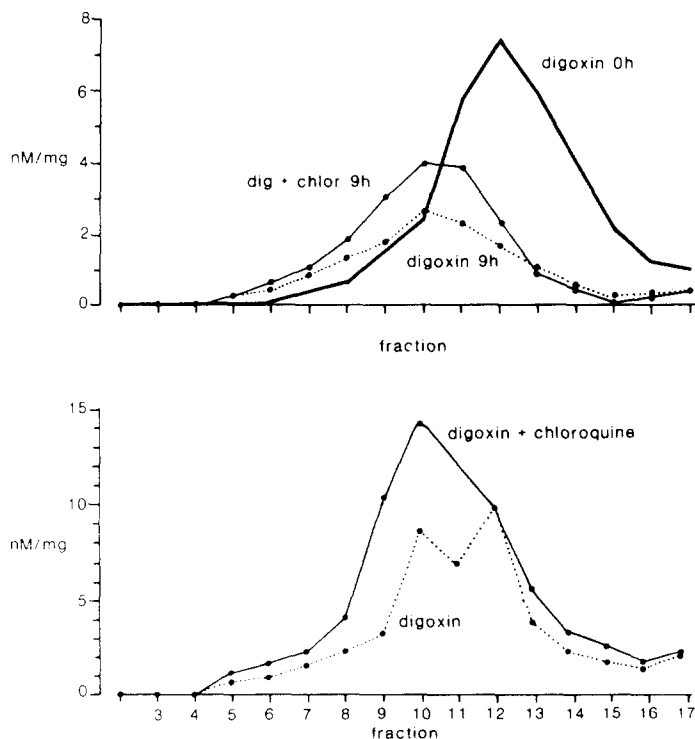 8
digoxin 0h
6
nM/mg
4
dig + chlor 9h
2
digoxin 9h
0
fraction
15
digoxin + chloroquine
10
nM/mg
5
digoxin
0
3 4 5 6 7 8 9 10 11 12 13 14 15 16 17
fraction